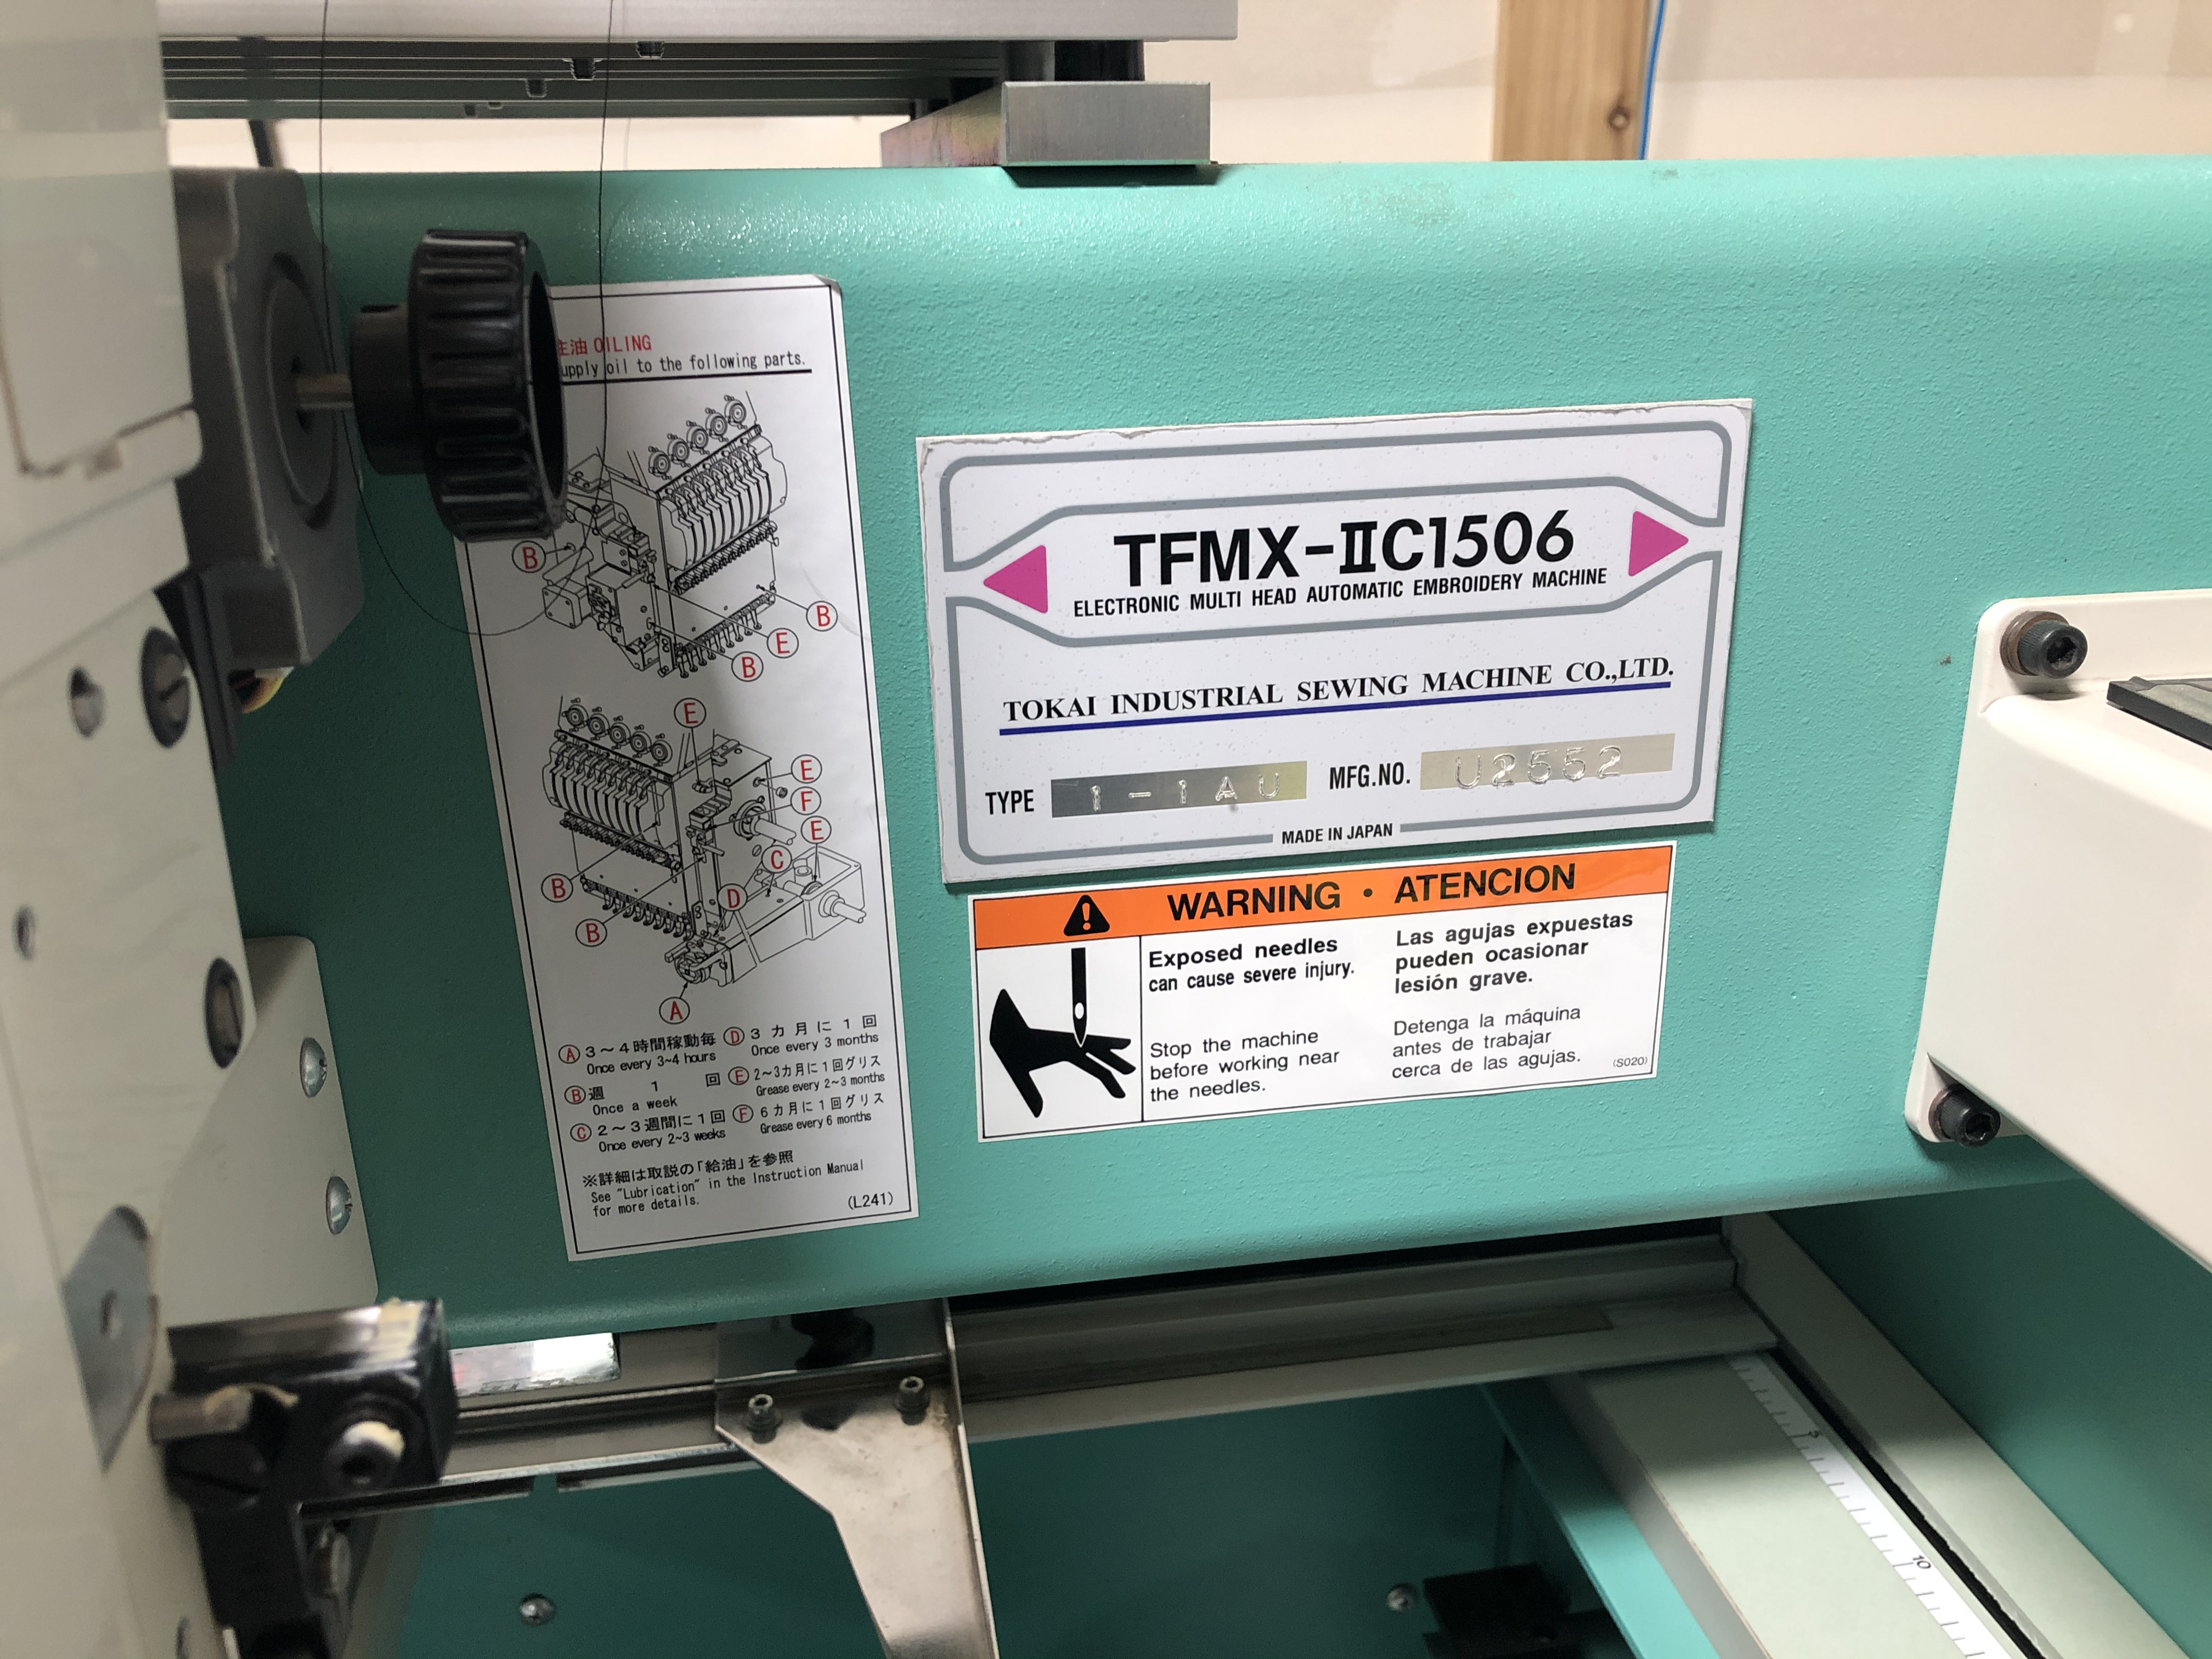 油 OILING
upply oil to the following parts.
B
B
E
B
E
E
F
E
C
D
B
B
A
A 3～4時間稼動毎
Once every 3~4 hours
B 週 1 回
Once a week
C 2～3週間に1回
Once every 2~3 weeks
D 3カ月に1回
Once every 3 months
E 2~3カ月に1回グリス
Grease every 2~3 months
F 6カ月に1回グリス
Grease every 6 months
※詳細は取説の「給油」を参照
See "Lubrication" in the Instruction Manual
for more details.
(L241)
TFMX-ⅡC1506
ELECTRONIC MULTI HEAD AUTOMATIC EMBROIDERY MACHINE
TOKAI INDUSTRIAL SEWING MACHINE CO.,LTD.
TYPE 1-1AU MFG.NO. U2552
MADE IN JAPAN
WARNING • ATENCION
Exposed needles
can cause severe injury.
Stop the machine
before working near
the needles.
Las agujas expuestas
pueden ocasionar
lesión grave.
Detenga la máquina
antes de trabajar
cerca de las agujas.
(S020)
5
10